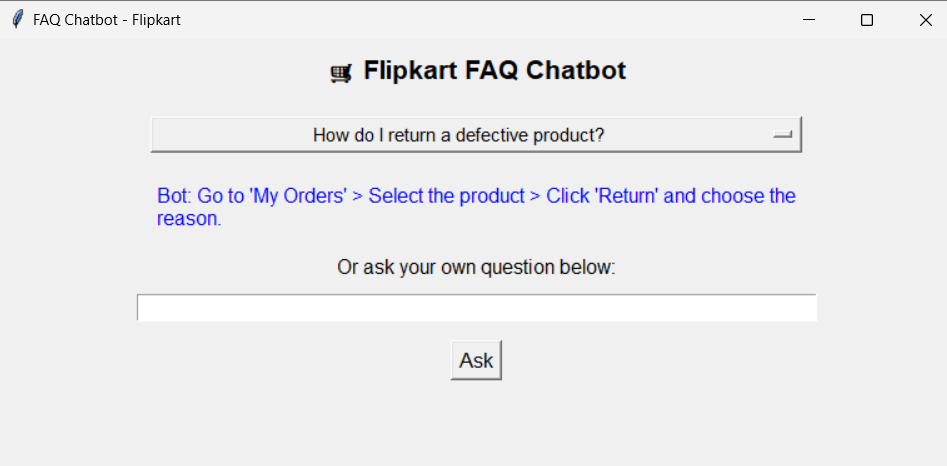 FAQ Chatbot - Flipkart
Flipkart FAQ Chatbot
How do I return a defective product?
Bot: Go to 'My Orders' > Select the product > Click 'Return' and choose the
reason.
Or ask your own question below:
Ask